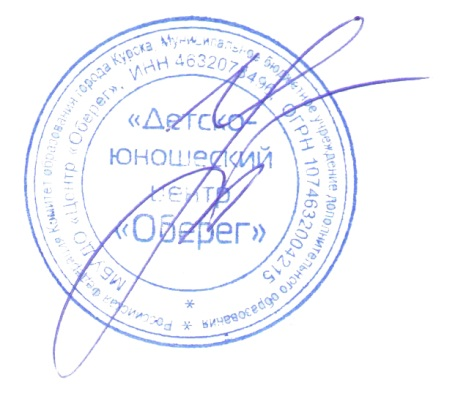 Российская Федерация Комитет образования города Курска Муниципальное бюджетное учреждение дополнительного образования *
МБУ ДО «Центр «Оберег», ИНН 46320 ОГРН 1074632004215 *
«Детско-
юношеский
центр
«Оберег»